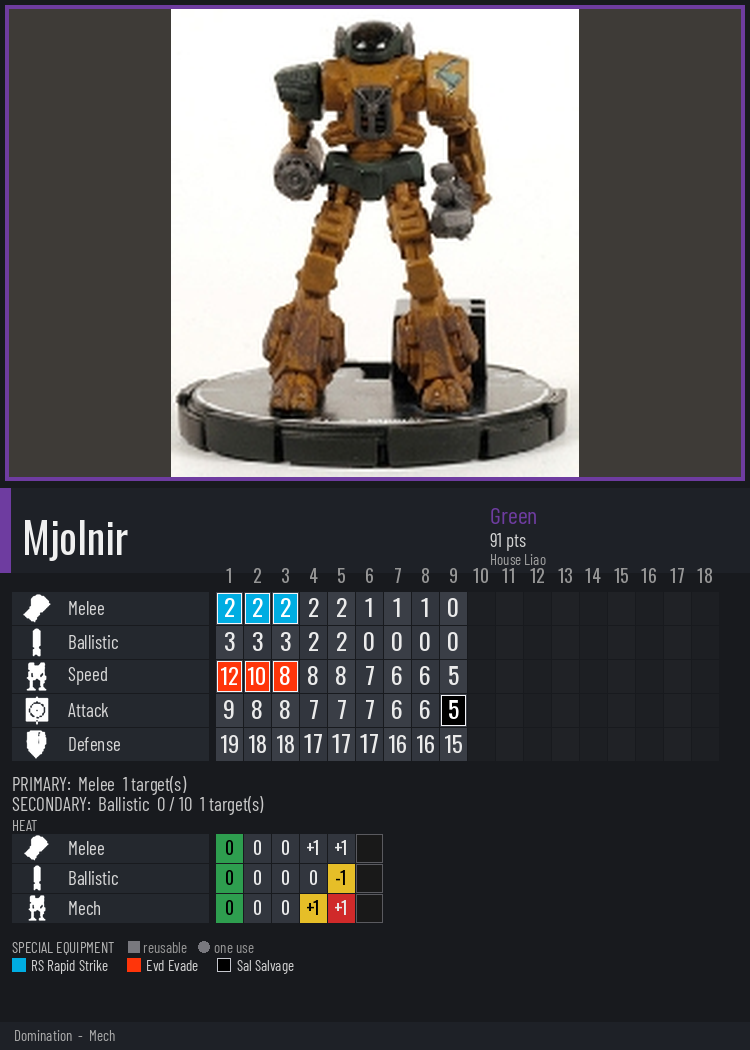 Mjolnir
Green
91 pts
House Liao
1 2 3 4 5 6 7 8 9 10 11 12 13 14 15 16 17 18
Melee 2 2 2 2 2 1 1 1 0
Ballistic 3 3 3 2 2 0 0 0 0
Speed 12 10 8 8 8 7 6 6 5
Attack 9 8 8 7 7 7 6 6 5
Defense 19 18 18 17 17 17 16 16 15
PRIMARY: Melee 1 target(s)
SECONDARY: Ballistic 0 / 10 1 target(s)
HEAT
Melee 0 0 0 +1 +1
Ballistic 0 0 0 0 -1
Mech 0 0 0 +1 +1
SPECIAL EQUIPMENT reusable one use
RS Rapid Strike Evd Evade Sal Salvage
Domination - Mech